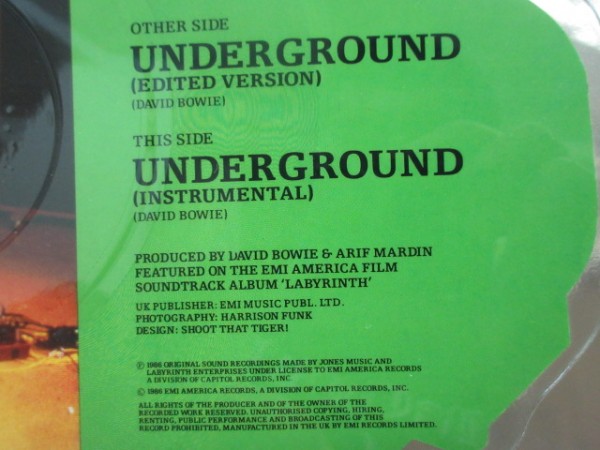 OTHER SIDE
UNDERGROUND
(EDITED VERSION)
(DAVID BOWIE)
THIS SIDE
UNDERGROUND
(INSTRUMENTAL)
(DAVID BOWIE)
PRODUCED BY DAVID BOWIE & ARIF MARDIN
FEATURED ON THE EMI AMERICA FILM
SOUNDTRACK ALBUM ‘LABYRINTH’
UK PUBLISHER: EMI MUSIC PUBL. LTD.
PHOTOGRAPHY: HARRISON FUNK
DESIGN: SHOOT THAT TIGER!
℗ 1986 ORIGINAL SOUND RECORDINGS MADE BY JONES MUSIC AND
LABYRINTH ENTERPRISES UNDER LICENSE TO EMI AMERICA RECORDS
A DIVISION OF CAPITOL RECORDS, INC.
© 1986 EMI AMERICA RECORDS, A DIVISION OF CAPITOL RECORDS, INC.
ALL RIGHTS OF THE PRODUCER AND OF THE OWNER OF THE
RECORDED WORK RESERVED. UNAUTHORISED COPYING, HIRING,
RENTING, PUBLIC PERFORMANCE AND BROADCASTING OF THIS
RECORD PROHIBITED, MANUFACTURED IN THE UK BY EMI RECORDS LIMITED.